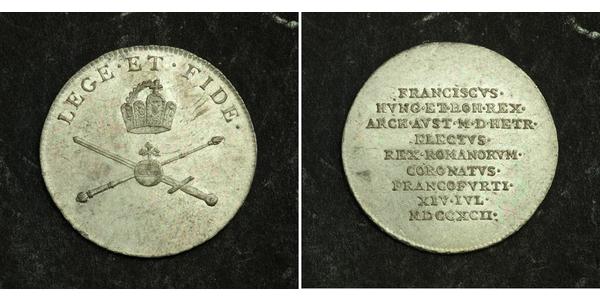 LEGE·ET·FIDE·
FRANCISCVS·
HVNG·ET·BOH·REX·
ARCH·AVST·M·D·HETR·
ELECTVS·
REX·ROMANORVM·
CORONATVS·
FRANCOFVRTI·
XIV·IVL·
MDCCXCII·